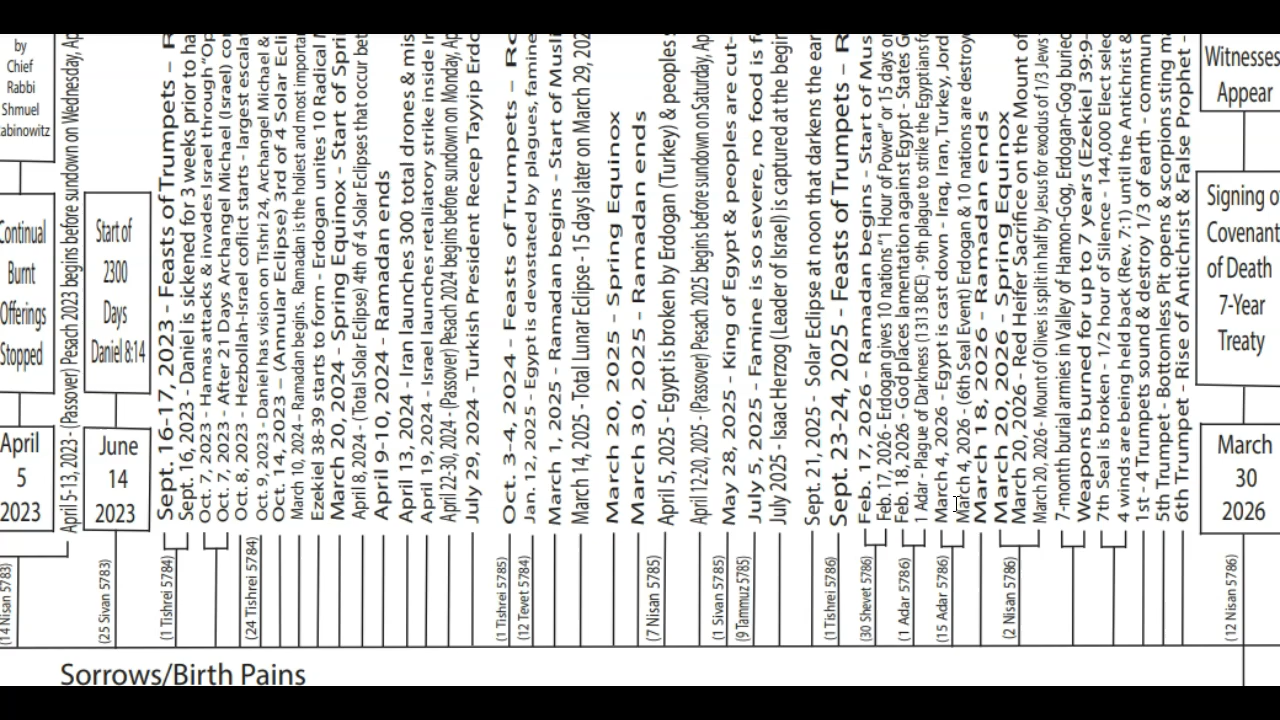 by
Chief
Rabbi
Shmuel
abinowitz
Continual
Burnt
Offerings
Stopped
April
5
2023
(14 Nisan 5783)
April 5-13, 2023 - (Passover) Pesach 2023 begins before sundown on Wednesday, Ap
Start of
2300
Days
Daniel 8:14
June
14
2023
(25 Sivan 5783)
Sept. 16-17, 2023 - Feasts of Trumpets – R
(1 Tishrei 5784)
Sept. 16, 2023 - Daniel is sickened for 3 weeks prior to ha
Oct. 7, 2023 - Hamas attacks & invades Israel through “Op
Oct. 7, 2023 - After 21 Days Archangel Michael (Israel) co
Oct. 8, 2023 - Hezbollah-Israel coflict starts - largest escalat
(24 Tishrei 5784)
Oct. 9, 2023 - Daniel has vision on Tishri 24, Archangel Michael &
Oct. 14, 2023 – (Annular Eclipse) 3rd of 4 Solar Ecli
March 10, 2024 – Ramadan begins. Ramadan is the holiest and most importan
Ezekiel 38-39 starts to form - Erdogan unites 10 Radical
March 20, 2024 - Spring Equinox - Start of Spri
April 8, 2024 - (Total Solar Eclipse) 4th of 4 Solar Eclipses that occur bet
April 9-10, 2024 - Ramadan ends
April 13, 2024 - Iran launches 300 total drones & mis
April 19, 2024 - Israel launches retaliatory strike inside Ir
April 22-30, 2024 - (Passover) Pesach 2024 begins before sundown on Monday, Ap
July 29, 2024 - Turkish President Recep Tayyip Erdo
Oct. 3-4, 2024 - Feasts of Trumpets – Ro
(1 Tishrei 5785)
Jan. 12, 2025 - Egypt is devastated by plagues, famine
(12 Tevet 5784)
March 1, 2025 - Ramadan begins - Start of Musli
March 14, 2025 - Total Lunar Eclipse - 15 days later on March 29, 202
March 20, 2025 - Spring Equinox
March 30, 2025 - Ramadan ends
April 5, 2025 - Egypt is broken by Erdogan (Turkey) & peoples
(7 Nisan 5785)
April 12-20, 2025 - (Passover) Pesach 2025 begins before sundown on Saturday, Ap
May 28, 2025 - King of Egypt & peoples are cut-
(1 Sivan 5785)
July 5, 2025 - Famine is so severe, no food is f
(9 Tammuz 5785)
July 2025 - Isaac Herzog (Leader of Israel) is captured at the begin
Sept. 21, 2025 - Solar Eclipse at noon that darkens the ear
Sept. 23-24, 2025 - Feasts of Trumpets – R
(1 Tishrei 5786)
Feb. 17, 2026 - Ramadan begins - Start of Mus
(30 Shevet 5786)
Feb. 17, 2026 - Erdogan gives 10 nations “1 Hour of Power” or 15 days o
Feb. 18, 2026 - God places lamentation against Egypt - States G
(1 Adar 5786)
1 Adar - Plague of Darkness (1313 BCE) - 9th plague to strike the Egyptians fo
March 4, 2026 - Egypt is cast down - Iraq, Iran, Turkey, Jord
(15 Adar 5786)
March 4, 2026 - (6th Seal Event) Erdogan & 10 nations are destroy
March 18, 2026 - Ramadan ends
March 20, 2026 - Spring Equinox
(2 Nisan 5786)
March 20, 2026 - Red Heifer Sacrifice on the Mount of
March 20, 2026 - Mount of Olives is split in half by Jesus for exodus of 1/3 Jews
7-month burial armies in Valley of Hamon-Gog, Erdogan-Gog buried
Weapons burned for up to 7 years (Ezekiel 39:9-
7th Seal is broken - 1/2 hour of Silence - 144,000 Elect selec
4 winds are being held back (Rev. 7:1) until the Antichrist &
1st - 4 Trumpets sound & destroy 1/3 of earth - commun
5th Trumpet - Bottomless Pit opens & scorpions sting m
6th Trumpet - Rise of Antichrist & False Prophet -
Witnesses
Appear
Signing o
Covenant
of Death
7-Year
Treaty
March
30
2026
(12 Nisan 5786)
Sorrows/Birth Pains